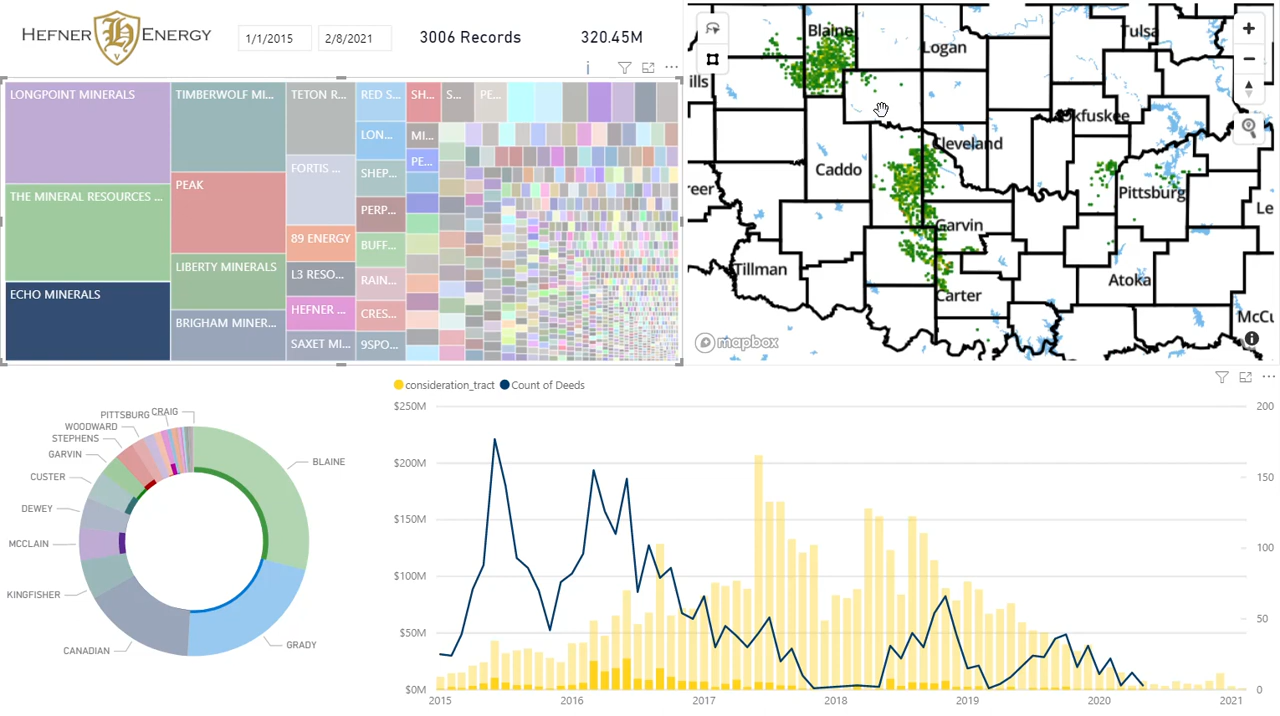 HEFNER ENERGY
1/1/2015
2/8/2021
3006 Records
320.45M
LONGPOINT MINERALS
THE MINERAL RESOURCES ...
ECHO MINERALS
TIMBERWOLF MI...
PEAK
LIBERTY MINERALS
BRIGHAM MINER...
TETON R...
FORTIS ...
89 ENERGY
L3 RESO...
HEFNER ...
SAXET MI...
RED S...
LON...
SHEP...
PERP...
BUFF...
RAIN...
CRES...
9SPO...
SH...
MI...
PE...
S...
PE...
Blaine
Logan
Tulsa
ills
kfuskee
Cleveland
Caddo
Pittsburg
reer
Le
Garvin
Tillman
Atoka
Carter
McCu
mapbox
PITTSBURG
CRAIG
WOODWARD
STEPHENS
GARVIN
CUSTER
DEWEY
MCCLAIN
KINGFISHER
CANADIAN
GRADY
BLAINE
consideration_tract
Count of Deeds
$250M
$200M
$150M
$100M
$50M
$0M
200
150
100
50
0
2015
2016
2017
2018
2019
2020
2021